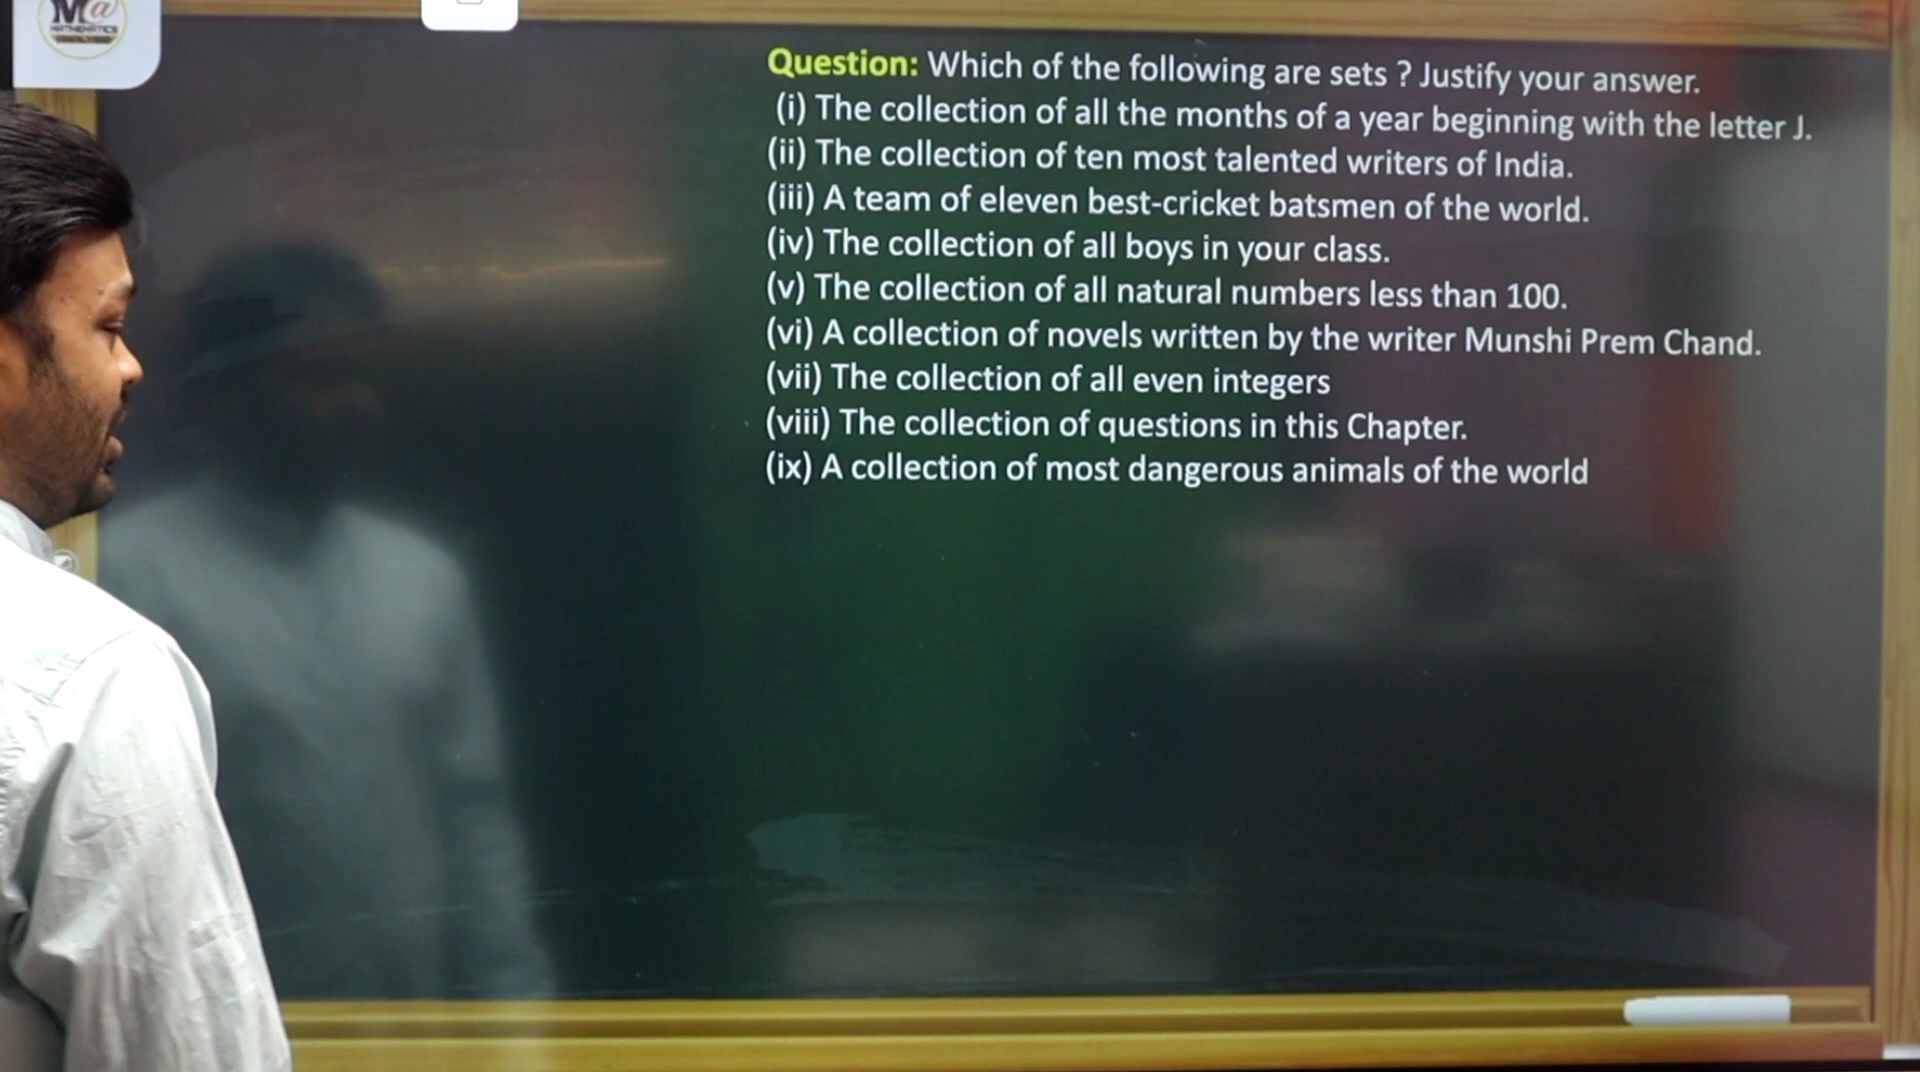 M@
MATHEMATICS
Question: Which of the following are sets ? Justify your answer.
(i) The collection of all the months of a year beginning with the letter J.
(ii) The collection of ten most talented writers of India.
(iii) A team of eleven best-cricket batsmen of the world.
(iv) The collection of all boys in your class.
(v) The collection of all natural numbers less than 100.
(vi) A collection of novels written by the writer Munshi Prem Chand.
(vii) The collection of all even integers
(viii) The collection of questions in this Chapter.
(ix) A collection of most dangerous animals of the world